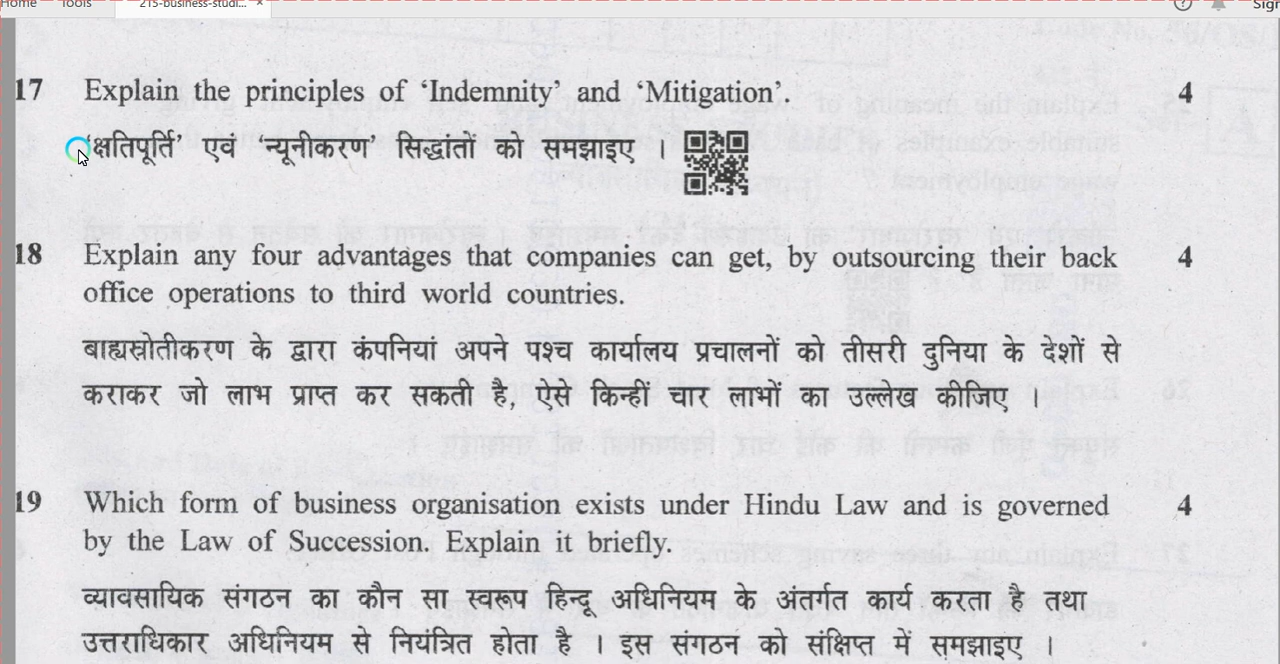 Home Tools 215-business-studi... × Sign
17 Explain the principles of ‘Indemnity’ and ‘Mitigation’ 4
‘क्षतिपूर्ति’ एवं न्यूनीकरण सिद्धांतों को समझाइए ।
18 Explain any four advantages that companies can get, by outsourcing their back 4
office operations to third world countries.
बाह्यस्रोतीकरण के द्वारा कंपनियां अपने पश्च कार्यालय प्रचालनों को तीसरी दुनिया के देशों से
कराकर जो लाभ प्राप्त कर सकती है, ऐसे किन्हीं चार लाभों का उल्लेख कीजिए ।
19 Which form of business organisation exists under Hindu Law and is governed 4
by the Law of Succession. Explain it briefly.
व्यावसायिक संगठन का कौन सा स्वरूप हिन्दू अधिनियम के अंतर्गत कार्य करता है तथा
उत्तराधिकार अधिनियम से नियंत्रित होता है । इस संगठन को संक्षिप्त में समझाइए ।